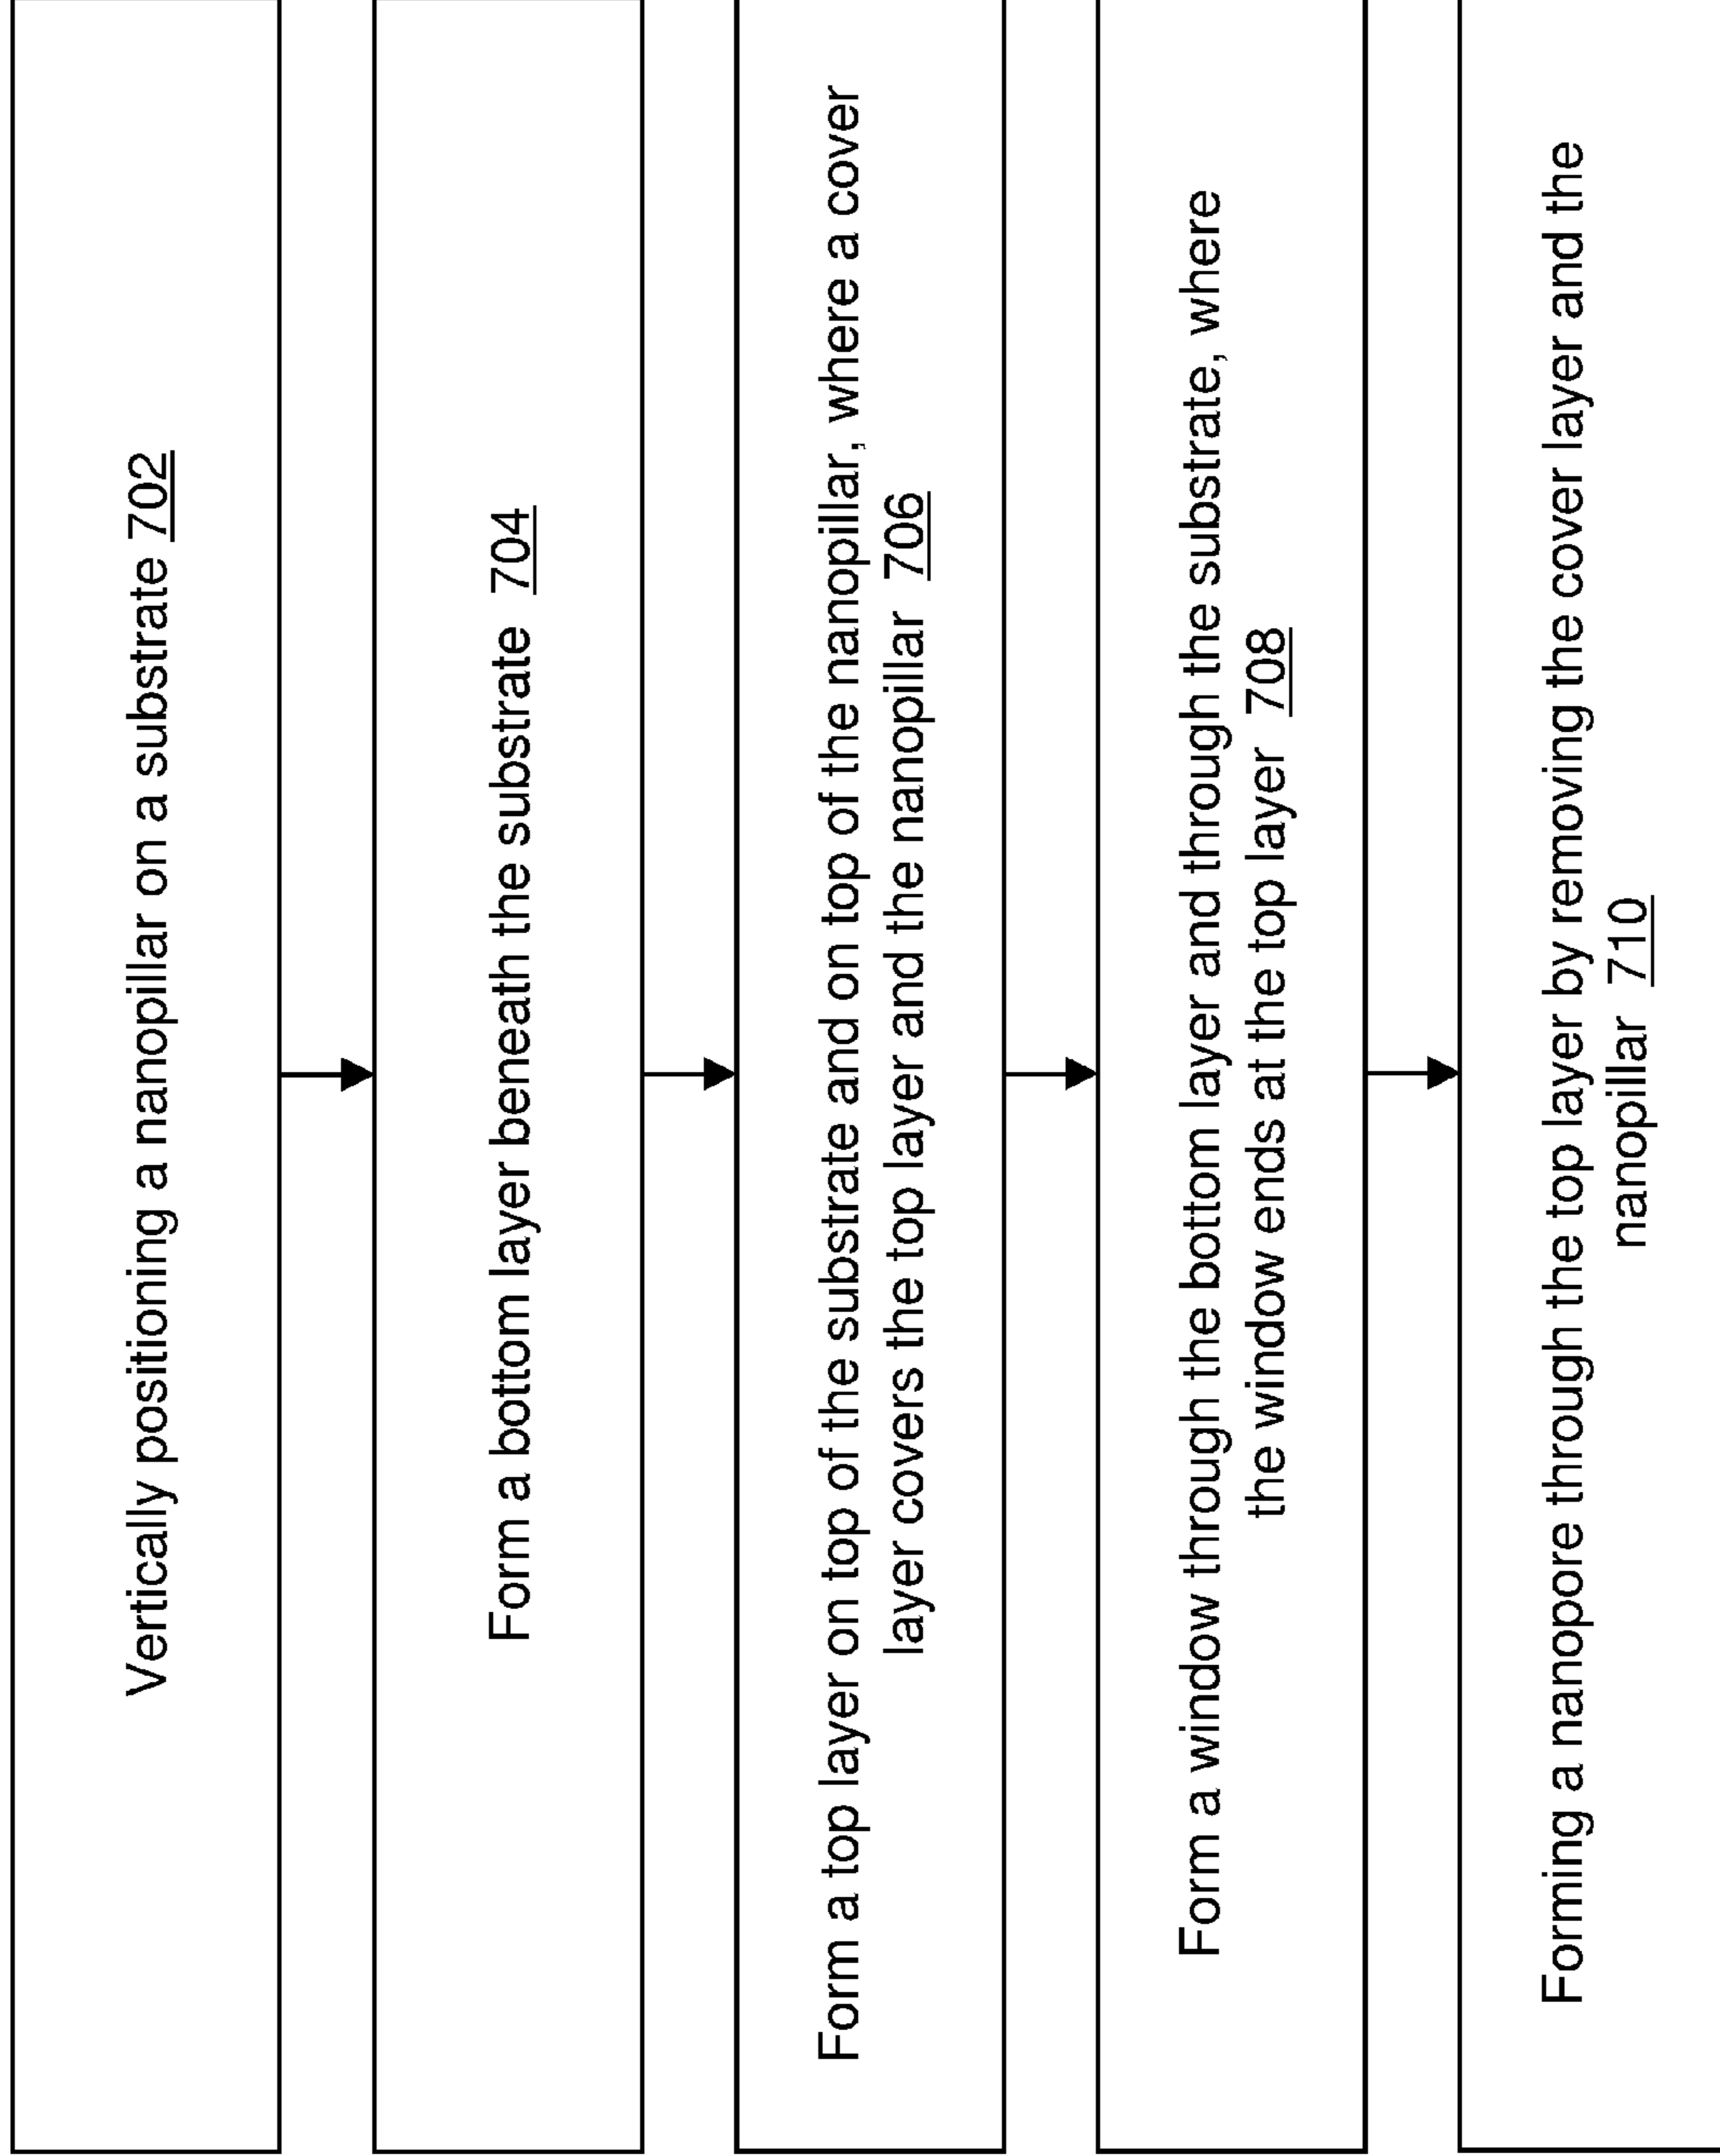 Vertically positioning a nanopillar on a substrate 702
Form a bottom layer beneath the substrate 704
Form a top layer on top of the substrate and on top of the nanopillar, where a cover
layer covers the top layer and the nanopillar 706
Form a window through the bottom layer and through the substrate, where
the window ends at the top layer 708
Forming a nanopore through the top layer by removing the cover layer and the
nanopillar 710